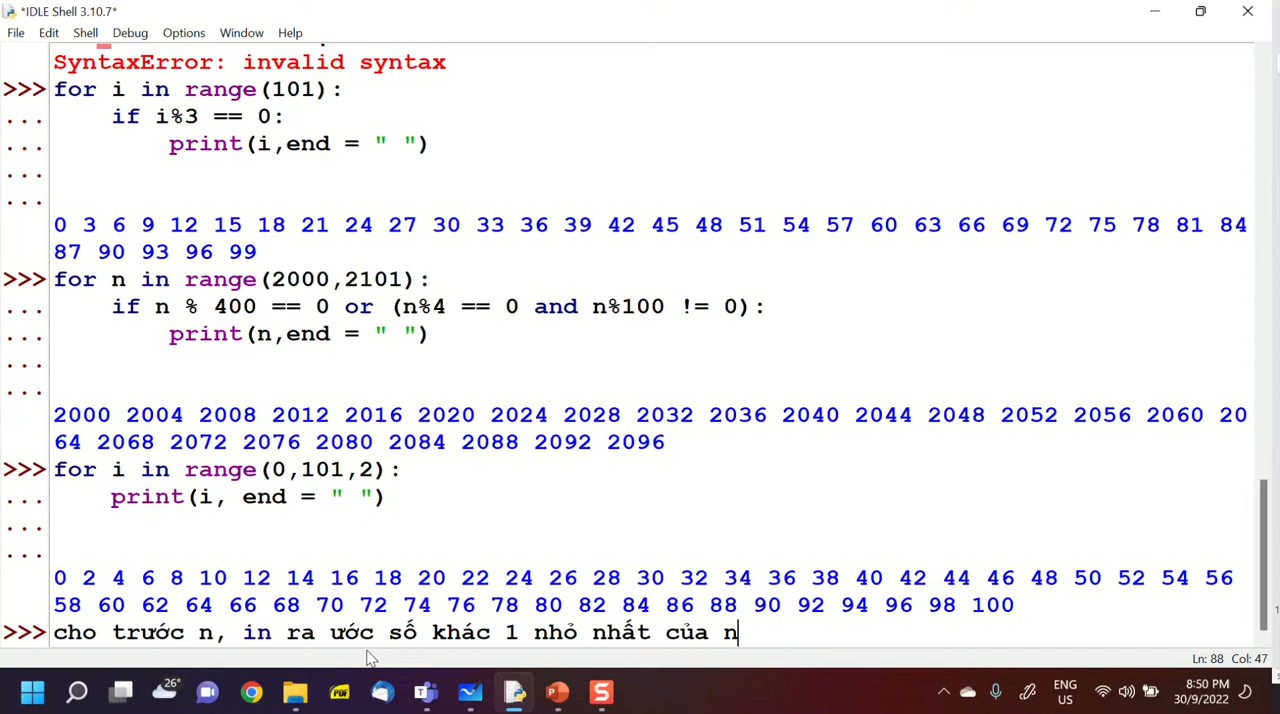 *IDLE Shell 3.10.7*
File Edit Shell Debug Options Window Help
SyntaxError: invalid syntax
>>> for i in range(101):
... if i%3 == 0:
... print(i,end = " ")
...
...
0 3 6 9 12 15 18 21 24 27 30 33 36 39 42 45 48 51 54 57 60 63 66 69 72 75 78 81 84
87 90 93 96 99
>>> for n in range(2000,2101):
... if n % 400 == 0 or (n%4 == 0 and n%100 != 0):
... print(n,end = " ")
...
...
2000 2004 2008 2012 2016 2020 2024 2028 2032 2036 2040 2044 2048 2052 2056 2060 20
64 2068 2072 2076 2080 2084 2088 2092 2096
>>> for i in range(0,101,2):
... print(i, end = " ")
...
...
0 2 4 6 8 10 12 14 16 18 20 22 24 26 28 30 32 34 36 38 40 42 44 46 48 50 52 54 56
58 60 62 64 66 68 70 72 74 76 78 80 82 84 86 88 90 92 94 96 98 100
>>> cho trước n, in ra ước số khác 1 nhỏ nhất của n
Ln: 88 Col: 47
26°
PDF
ENG
US
8:50 PM
30/9/2022